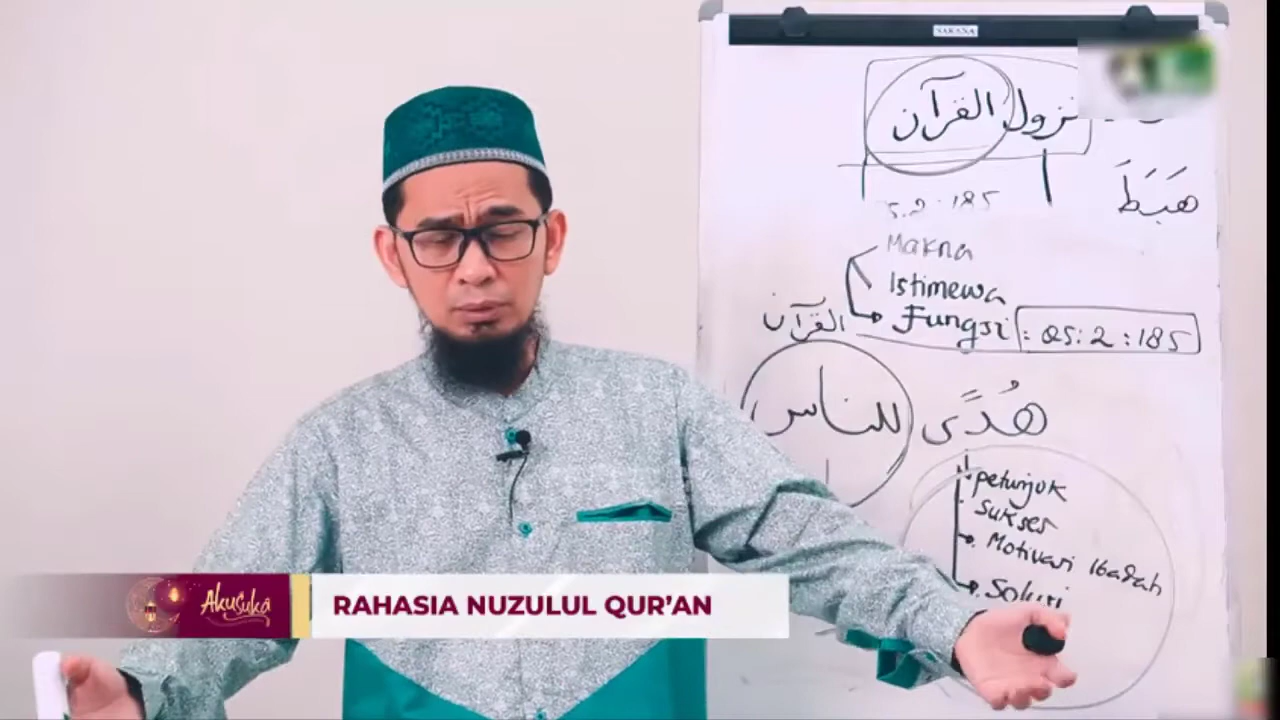 SAKANA
نزول القرآن
هَبَطَ
S.2:185
Makna
Istimewa
Fungsi : QS: 2 : 185
القرآن
هُدًى للناس
petunjuk
sukses
Motivasi Ibadah
Solusi
Akusuka
RAHASIA NUZULUL QUR'AN